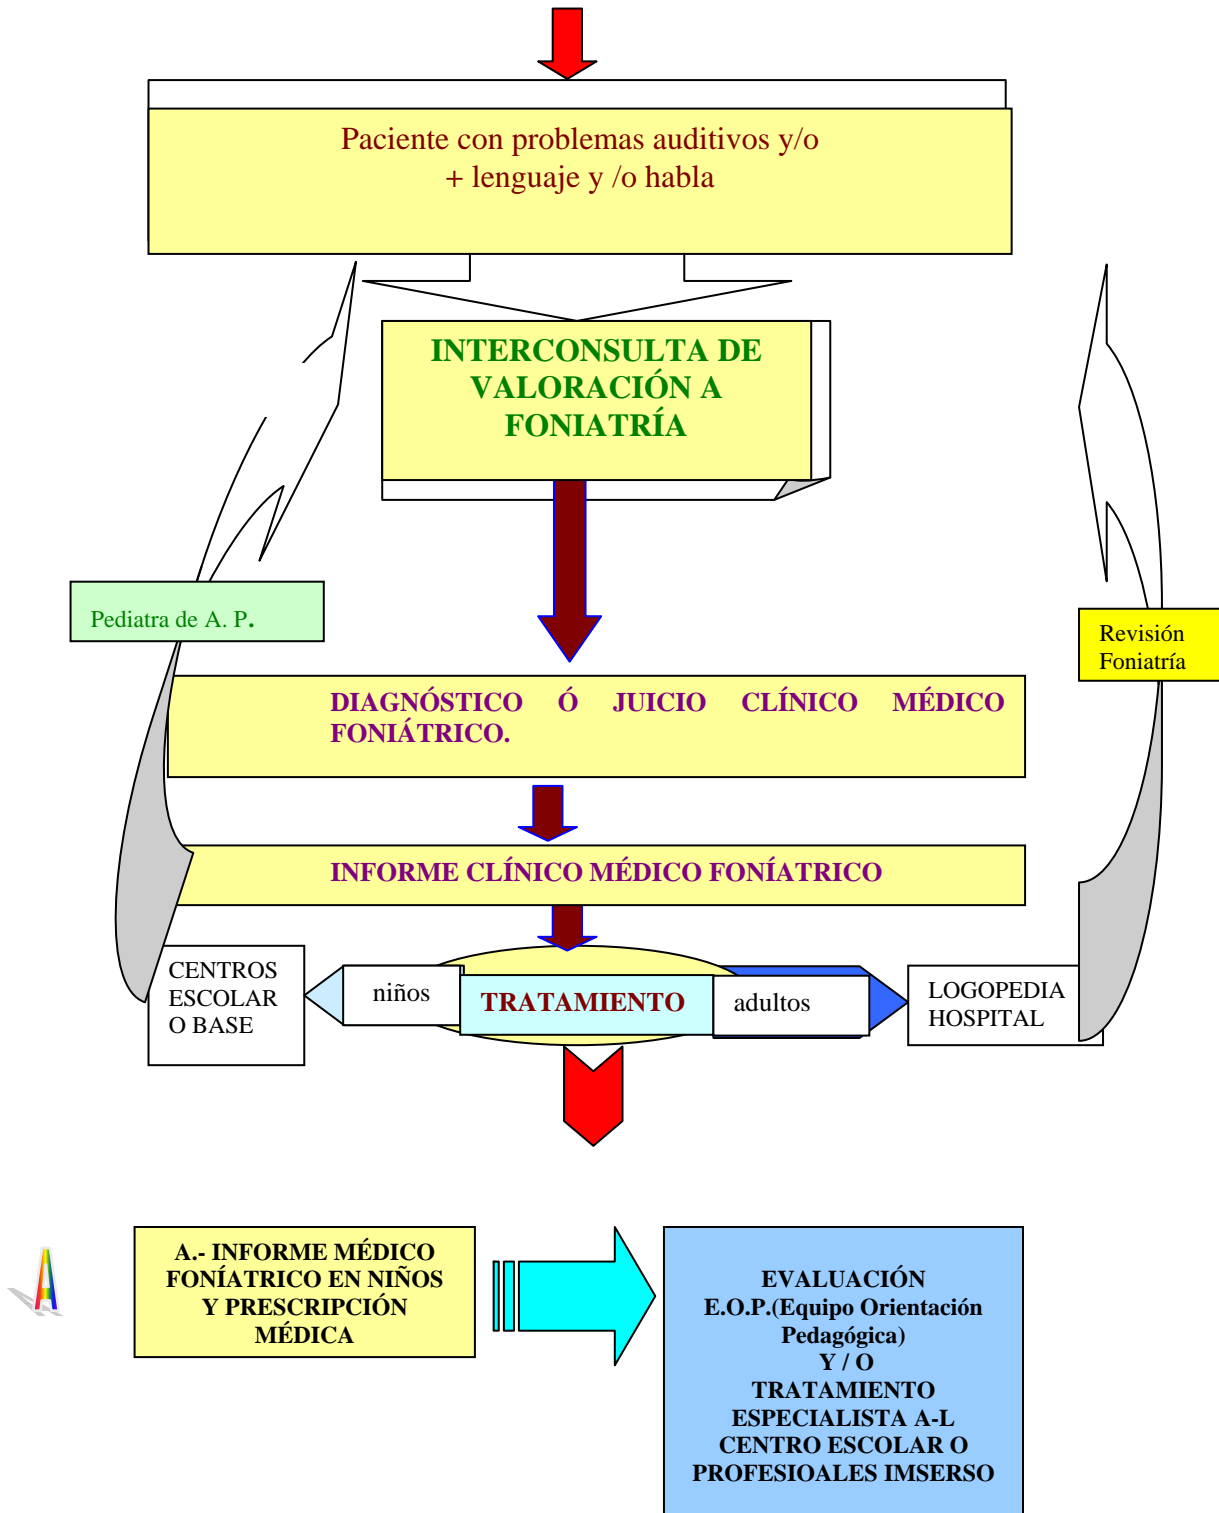 Paciente con problemas auditivos y/o
+ lenguaje y /o habla
INTERCONSULTA DE
VALORACIÓN A
FONIATRÍA
Pediatra de A. P.
Revisión
Foniatría
DIAGNÓSTICO Ó JUICIO CLÍNICO MÉDICO
FONIÁTRICO.
INFORME CLÍNICO MÉDICO FONÍATRICO
CENTROS
ESCOLAR
O BASE
niños
TRATAMIENTO
adultos
LOGOPEDIA
HOSPITAL
A
A.- INFORME MÉDICO
FONÍATRICO EN NIÑOS
Y PRESCRIPCIÓN
MÉDICA
EVALUACIÓN
E.O.P.(Equipo Orientación
Pedagógica)
Y / O
TRATAMIENTO
ESPECIALISTA A-L
CENTRO ESCOLAR O
PROFESIOALES IMSERSO